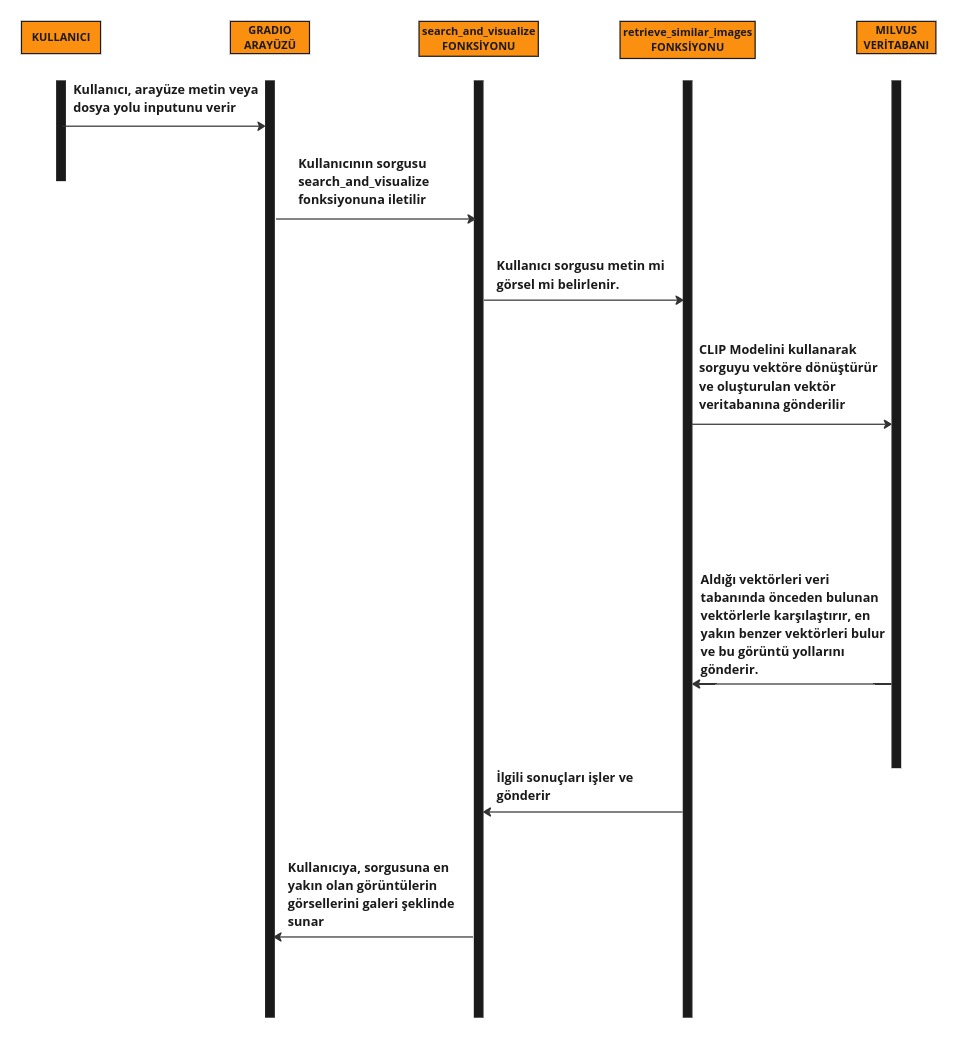 KULLANICI
GRADIO
ARAYÜZÜ
search_and_visualize
FONKSİYONU
retrieve_similar_images
FONKSİYONU
MILVUS
VERİTABANI
Kullanıcı, arayüze metin veya
dosya yolu inputunu verir
Kullanıcının sorgusu
search_and_visualize
fonksiyonuna iletilir
Kullanıcı sorgusu metin mi
görsel mi belirlenir.
CLIP Modelini kullanarak
sorguyu vektöre dönüştürür
ve oluşturulan vektör
veritabanına gönderilir
Aldığı vektörleri veri
tabanında önceden bulunan
vektörlerle karşılaştırır, en
yakın benzer vektörleri bulur
ve bu görüntü yollarını
gönderir.
İlgili sonuçları işler ve
gönderir
Kullanıcıya, sorgusuna en
yakın olan görüntülerin
görsellerini galeri şeklinde
sunar